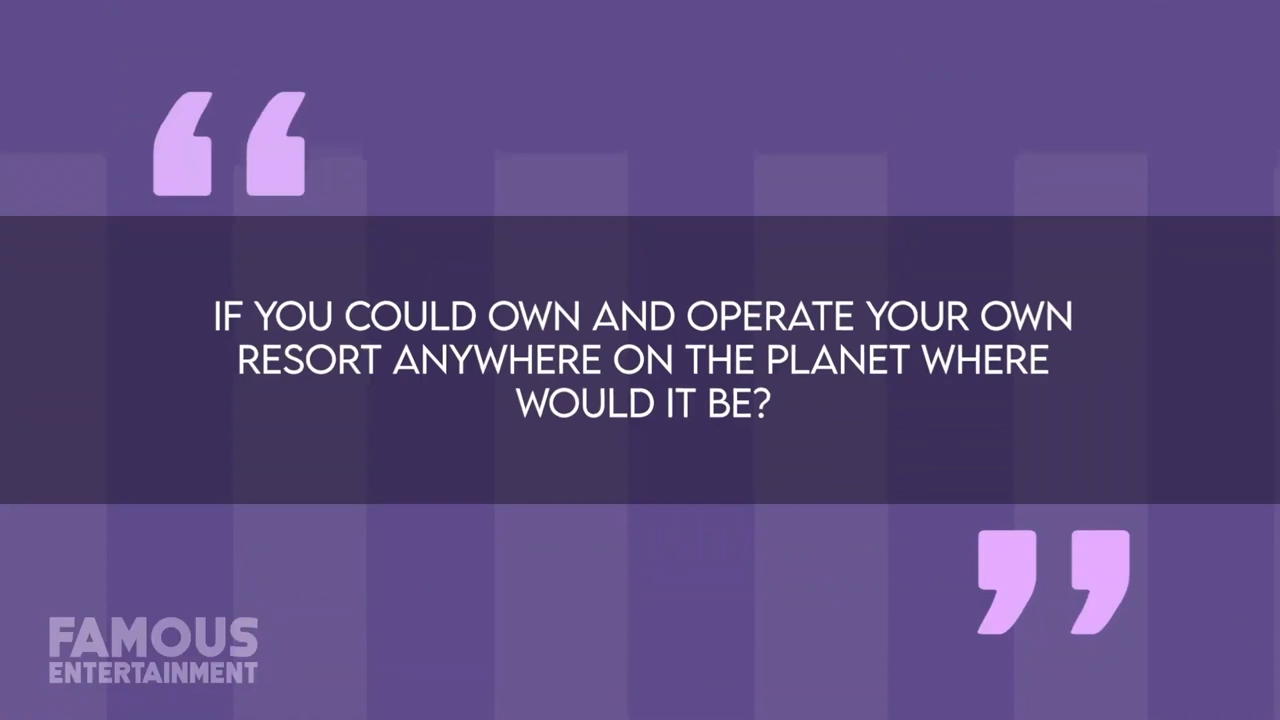 IF YOU COULD OWN AND OPERATE YOUR OWN
RESORT ANYWHERE ON THE PLANET WHERE
WOULD IT BE?
FAMOUS
ENTERTAINMENT